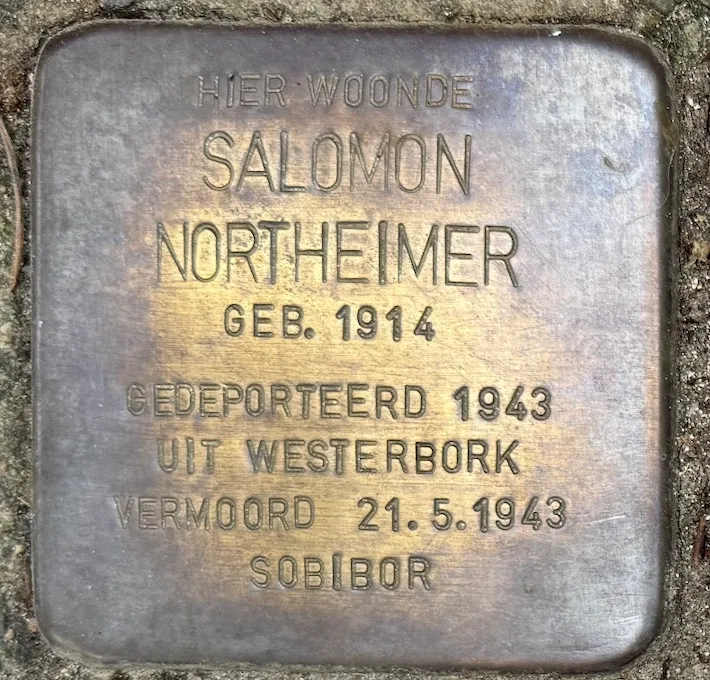 HIER WOONDE
SALOMON
NORTHEIMER
GEB. 1914
GEDEPORTEERD 1943
UIT WESTERBORK
VERMOORD 21.5.1943
SOBIBOR